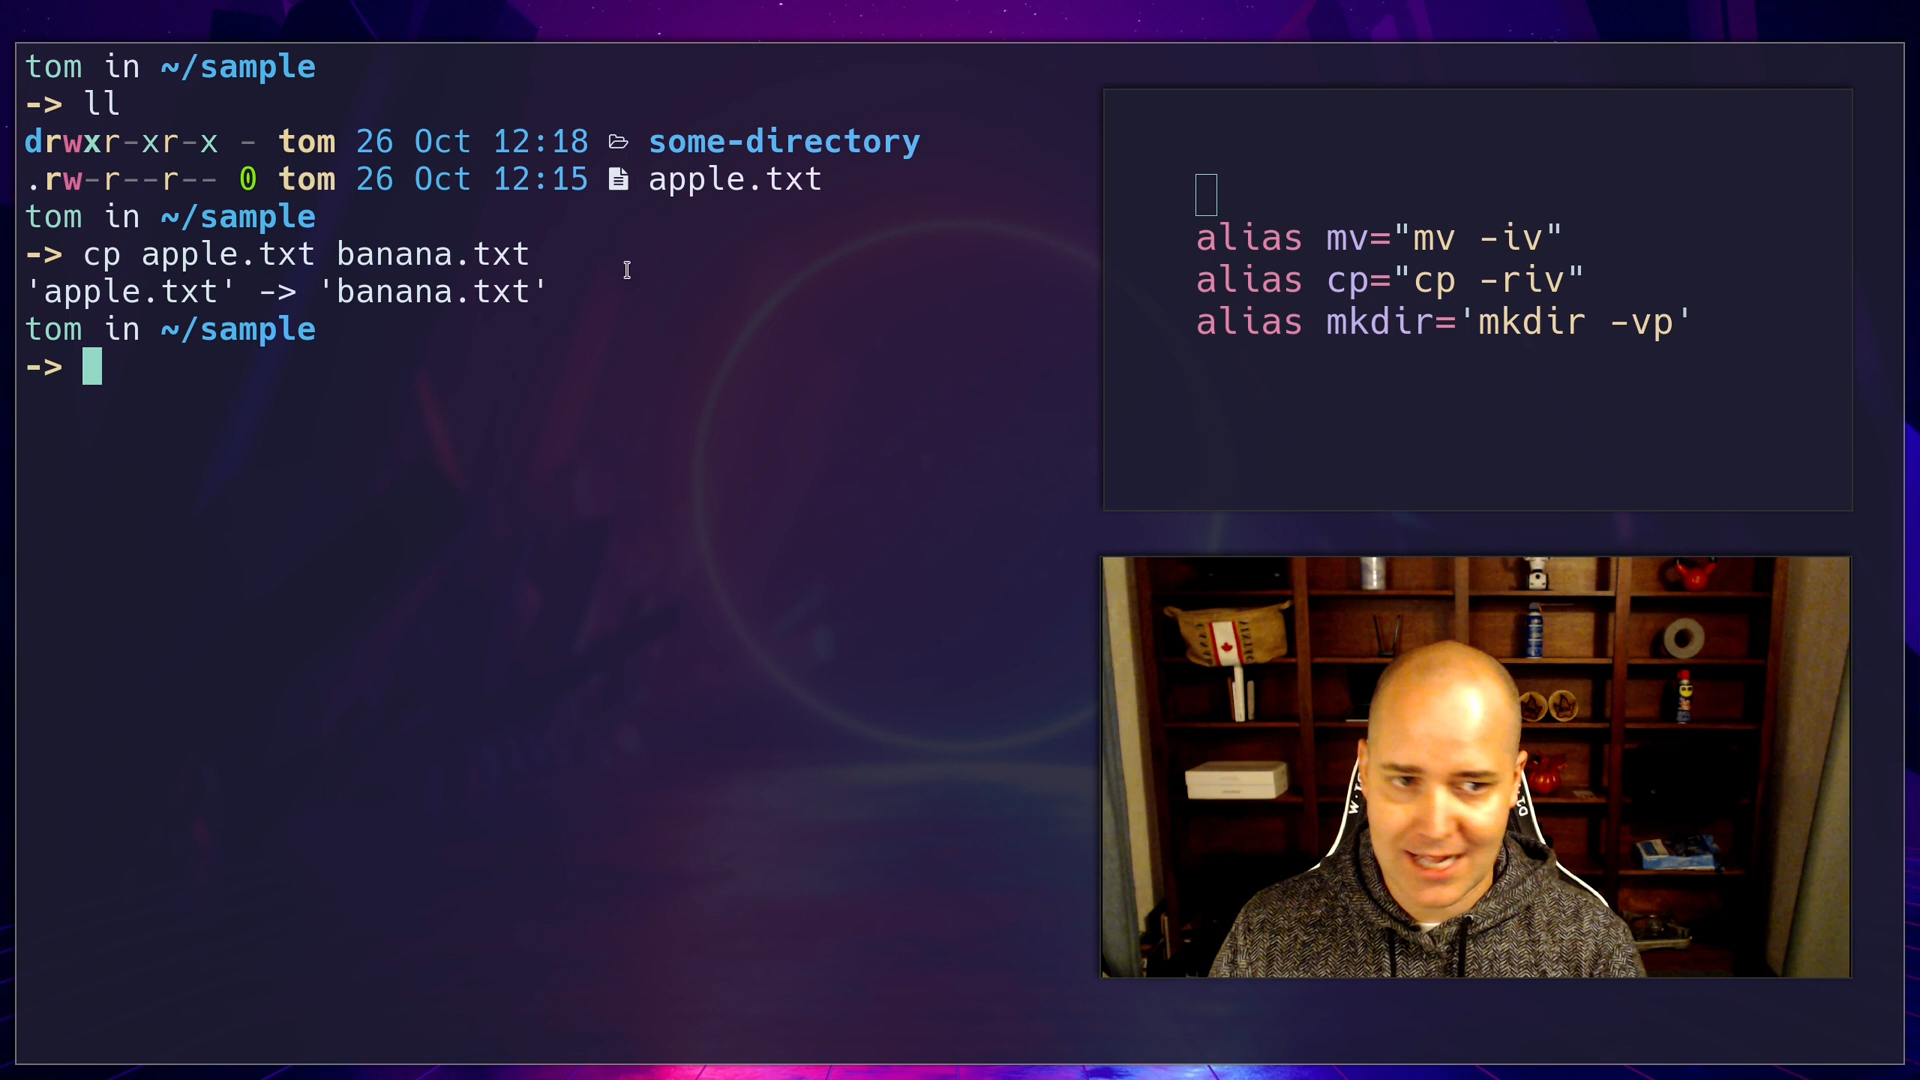 tom in ~/sample
-> ll
drwxr-xr-x - tom 26 Oct 12:18 some-directory
.rw-r--r-- 0 tom 26 Oct 12:15 apple.txt
tom in ~/sample
-> cp apple.txt banana.txt
'apple.txt' -> 'banana.txt'
tom in ~/sample
->
alias mv="mv -iv"
alias cp="cp -riv"
alias mkdir='mkdir -vp'